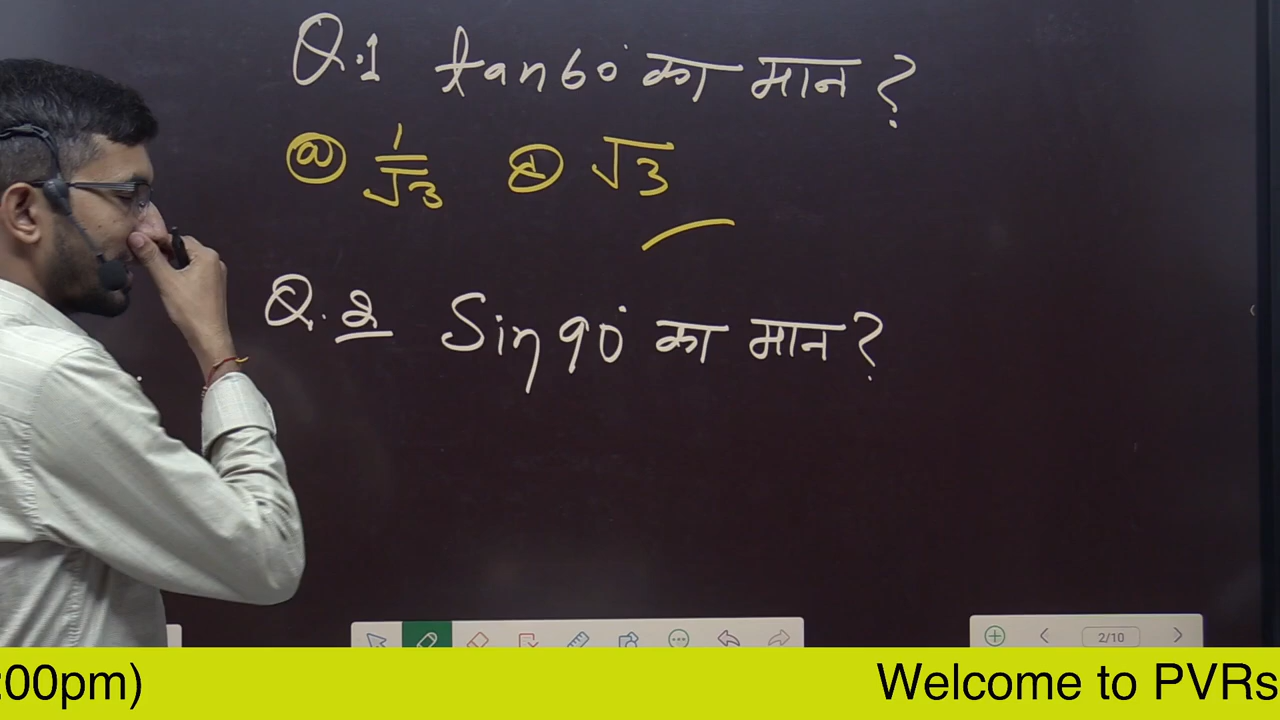 Q.1 tan60° का मान ?
(a) 1/√3 (d) √3
Q.2 Sin90° का मान ?
2/10
:00pm) Welcome to PVRs